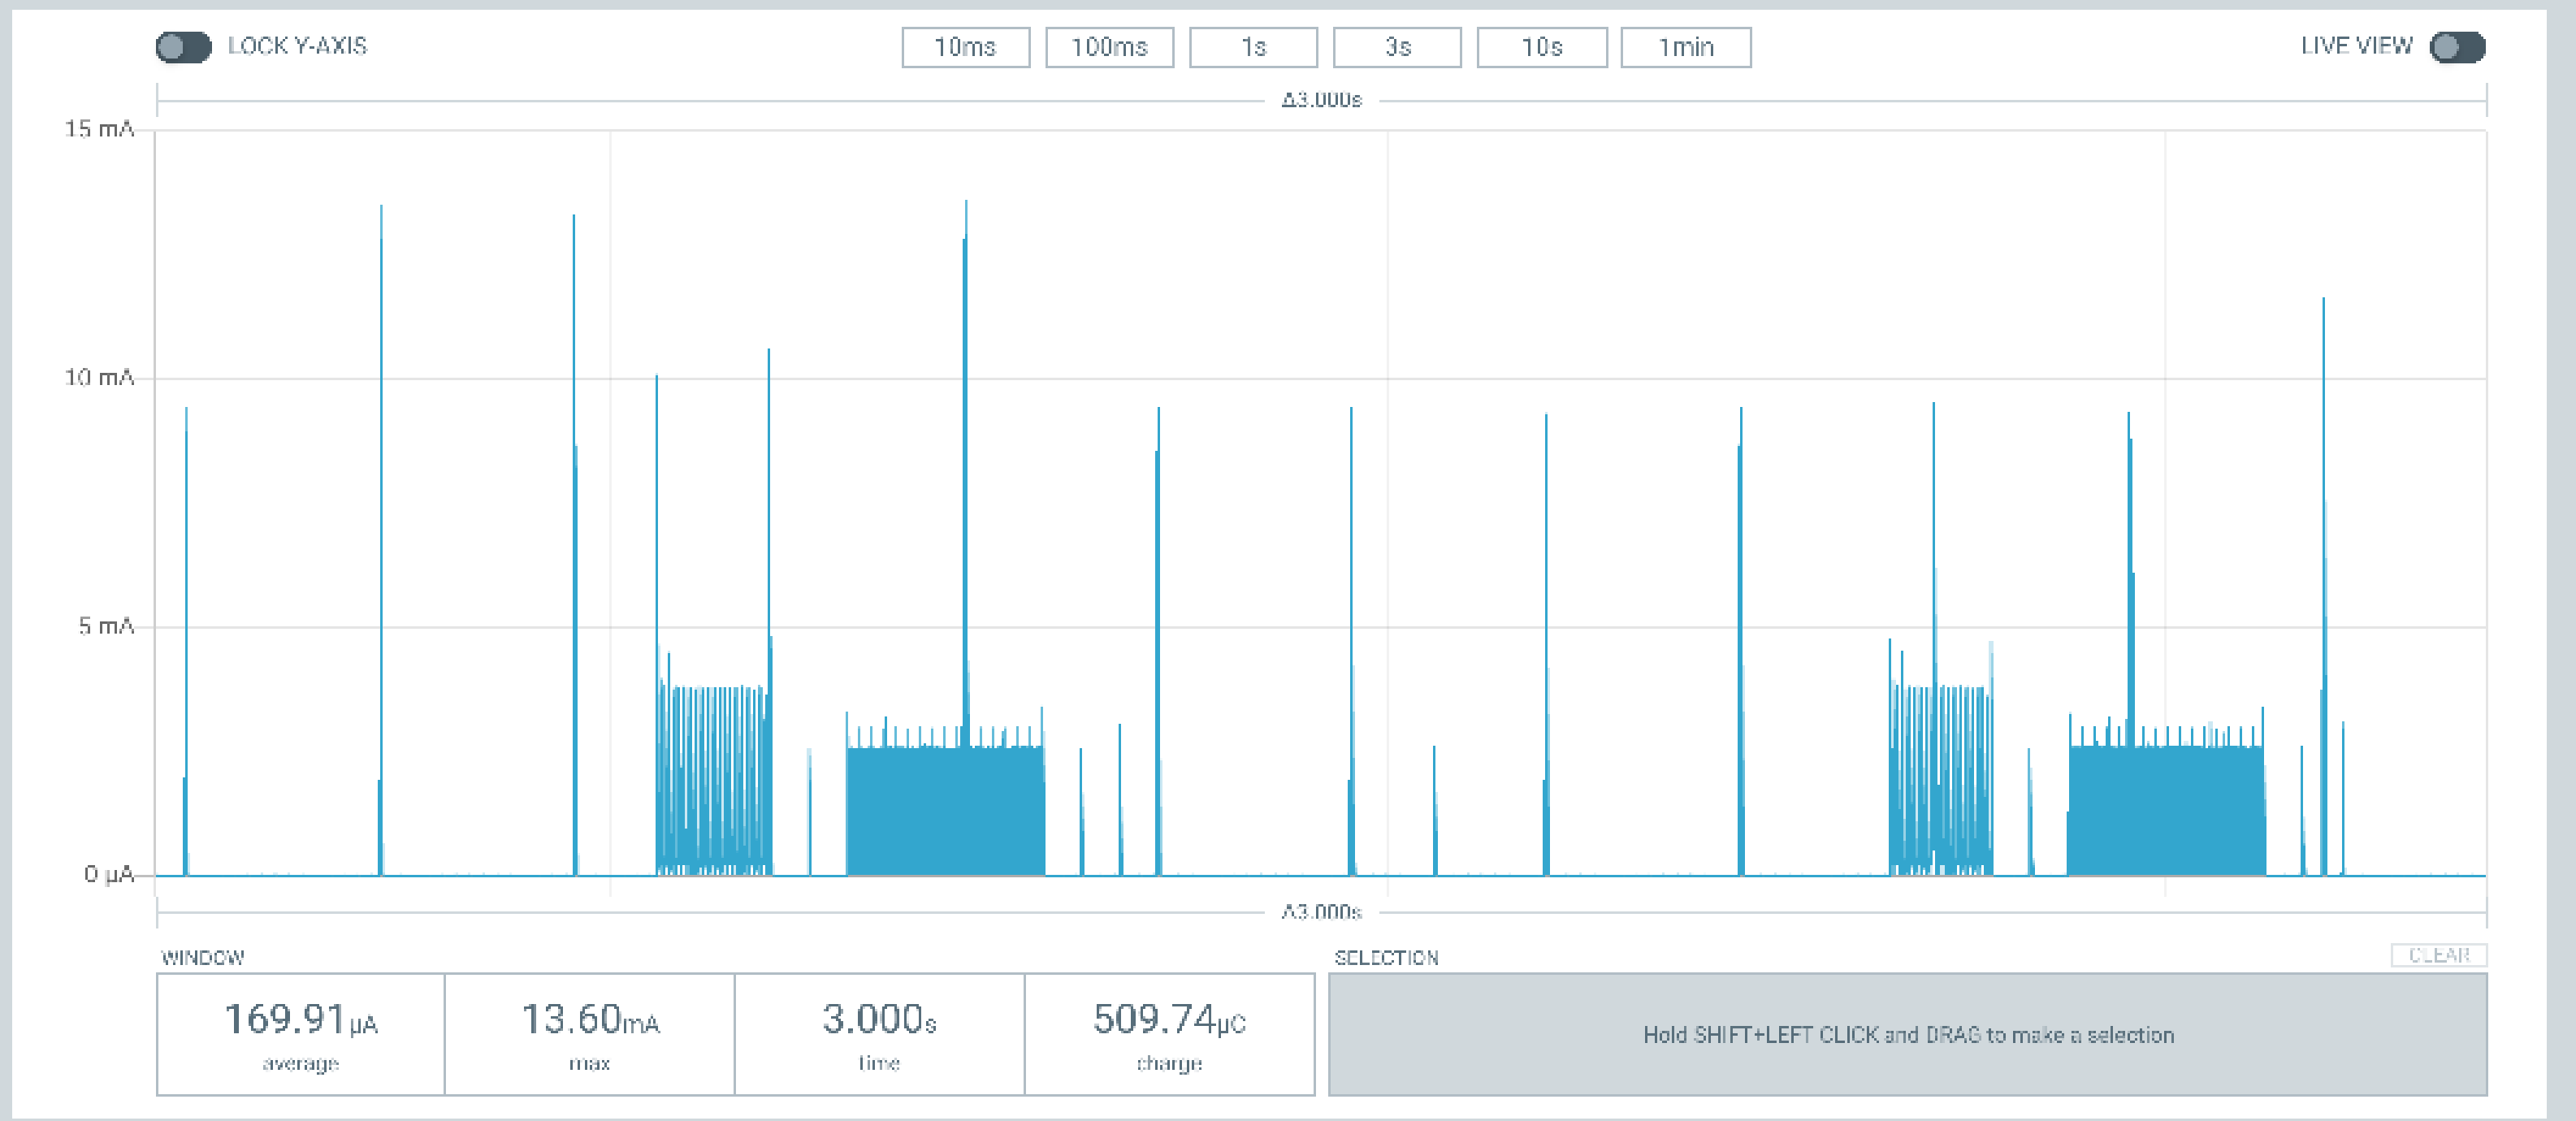 LOCK Y-AXIS
10ms 100ms 1s 3s 10s 1min
LIVE VIEW
Δ3.000s
15 mA
10 mA
5 mA
0 µA
Δ3.000s
WINDOW
169.91µA
average
13.60mA
max
3.000s
time
509.74µC
charge
SELECTION
CLEAR
Hold SHIFT+LEFT CLICK and DRAG to make a selection